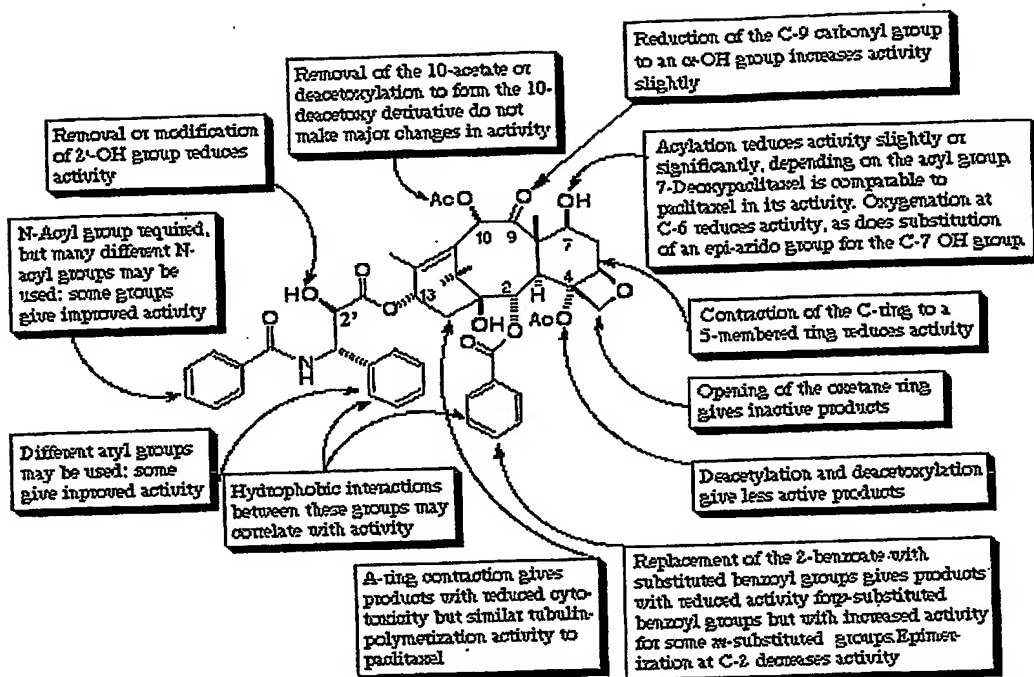 Reduction of the C-9 carbonyl group
to an α-OH group increases activity
slightly
Removal of the 10-acetate or
deacetoxylation to form the 10-
deacetoxy derivative do not
make major changes in activity
Removal or modification
of 2'-OH group reduces
activity
Acylation reduces activity slightly or
significantly, depending on the acyl group.
7-Deoxypaclitaxel is comparable to
paclitaxel in its activity. Oxygenation at
C-6 reduces activity, as does substitution
of an epi-azido group for the C-7 OH group.
N-Acyl group required,
but many different N-
acyl groups may be
used: some groups
give improved activity
AcO
O
OH
10
9
7
HO
O
O
13
2
4
O
2'
OH
H
AcO
O
O
O
N
H
Contraction of the C-ring to a
5-membered ring reduces activity
Opening of the oxetane ring
gives inactive products
Different aryl groups
may be used: some
give inproved activity
Hydrophobic interactions
between these groups may
correlate with activity
Deacetylation and deacetoxylation
give less active products
A-ring contraction gives
products with reduced cyto-
toxicity but similar tubulin-
polymetization activity to
paclitaxel
Replacement of the 2-benzoate with
substituted benzoyl groups gives products
with reduced activity for p-substituted
benzoyl groups but with increased activity
for some m-substituted groups.Epimer-
ization at C-2 decreases activity